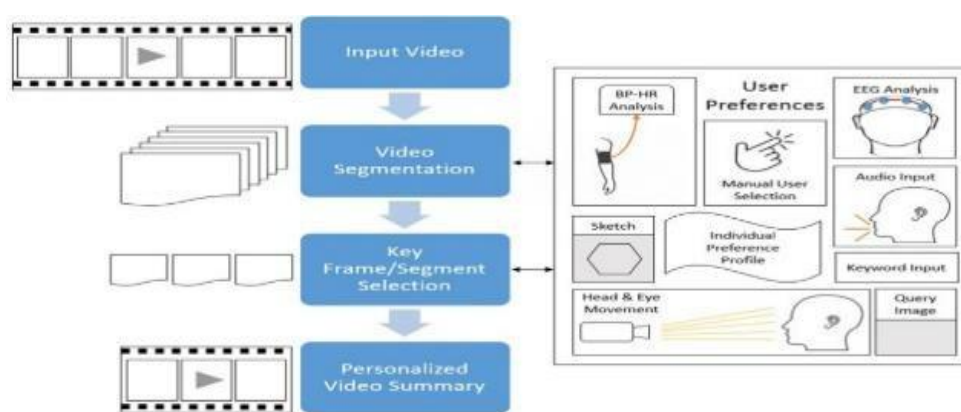 Input Video
Video
Segmentation
Key
Frame/Segment
Selection
Personalized
Video Summary
User
Preferences
BP-HR
Analysis
EEG Analysis
Manual User
Selection
Audio Input
Sketch
Individual
Preference
Profile
Keyword Input
Head & Eye
Movement
Query
Image